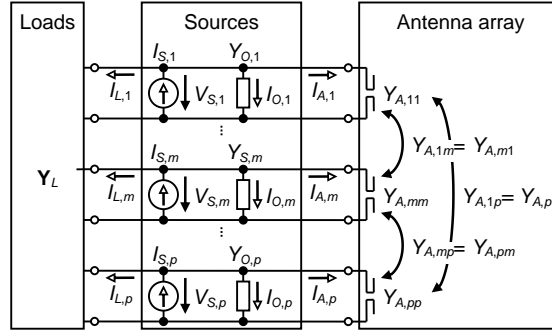 Loads Sources Antenna array
I_{S,1} Y_{O,1}
I_{L,1} V_{S,1} I_{O,1} I_{A,1} Y_{A,11}
...
I_{S,m} Y_{S,m} Y_{A,1m}= Y_{A,m1}
Y_L I_{L,m} V_{S,m} I_{O,m} I_{A,m} Y_{A,mm} Y_{A,1p}= Y_{A,p
...
I_{S,p} Y_{O,p} Y_{A,mp}= Y_{A,pm}
I_{L,p} V_{S,p} I_{O,p} I_{A,p} Y_{A,pp}